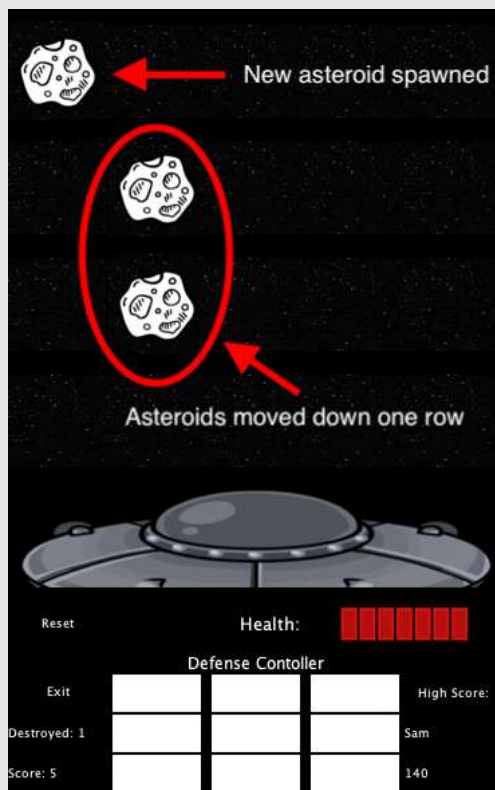 New asteroid spawned
Asteroids moved down one row
Reset
Health:
Defense Contoller
Exit
High Score:
Destroyed: 1
Sam
Score: 5
140